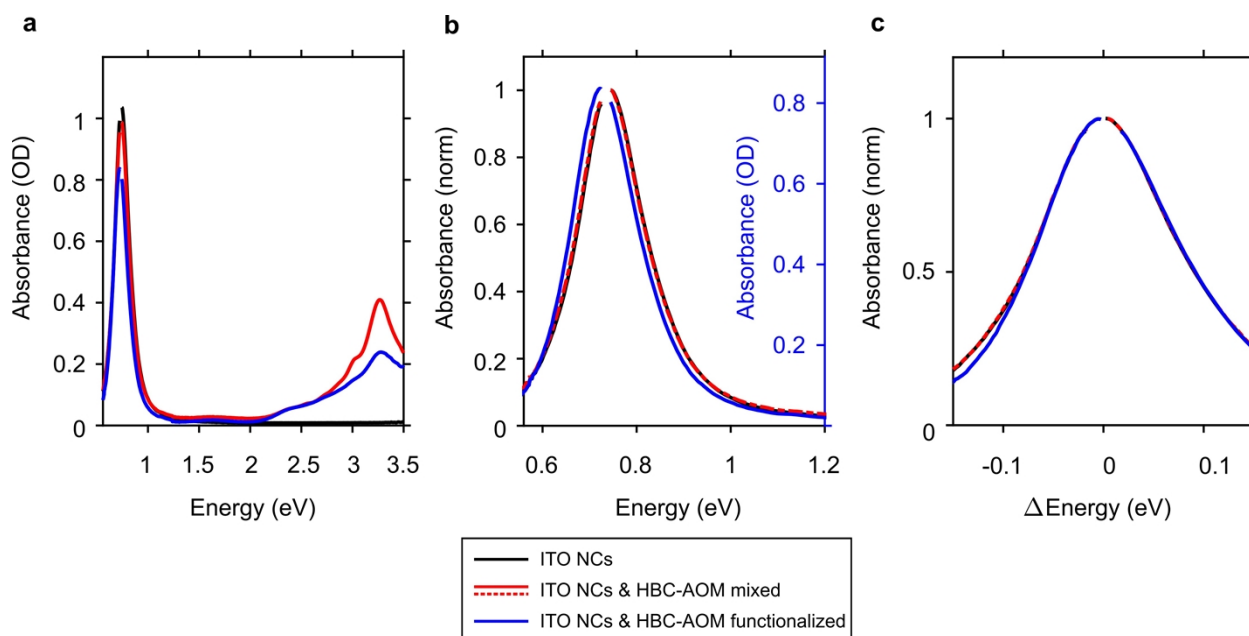 a
b
c
Absorbance (OD)
1
0.8
0.6
0.4
0.2
0
1
1.5
2
2.5
3
3.5
Energy (eV)
Absorbance (norm)
1
0.8
0.6
0.4
0.2
0
0.6
0.8
1
1.2
Energy (eV)
Absorbance (OD)
0.8
0.6
0.4
0.2
Absorbance (norm)
1
0.5
0
-0.1
0
0.1
ΔEnergy (eV)
ITO NCs
ITO NCs & HBC-AOM mixed
ITO NCs & HBC-AOM functionalized